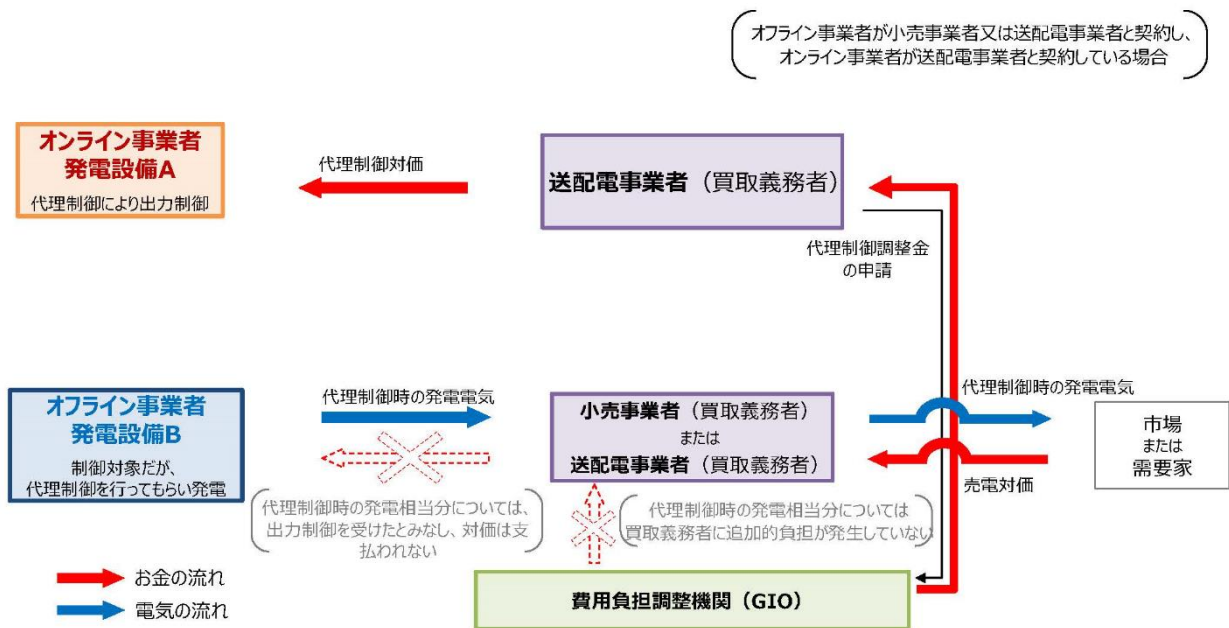 オフライン事業者が小売事業者又は送配電事業者と契約し、
オンライン事業者が送配電事業者と契約している場合
オンライン事業者
発電設備A
代理制御により出力制御
代理制御対価
送配電事業者（買取義務者）
代理制御調整金
の申請
オフライン事業者
発電設備B
制御対象だが、
代理制御を行ってもらい発電
代理制御時の発電電気
小売事業者（買取義務者）
または
送配電事業者（買取義務者）
代理制御時の発電電気
売電対価
市場
または
需要家
代理制御時の発電相当分については、
出力制御を受けたとみなし、対価は支
払われない
代理制御時の発電相当分については
買取義務者に追加的負担が発生していない
お金の流れ
電気の流れ
費用負担調整機関（GIO）